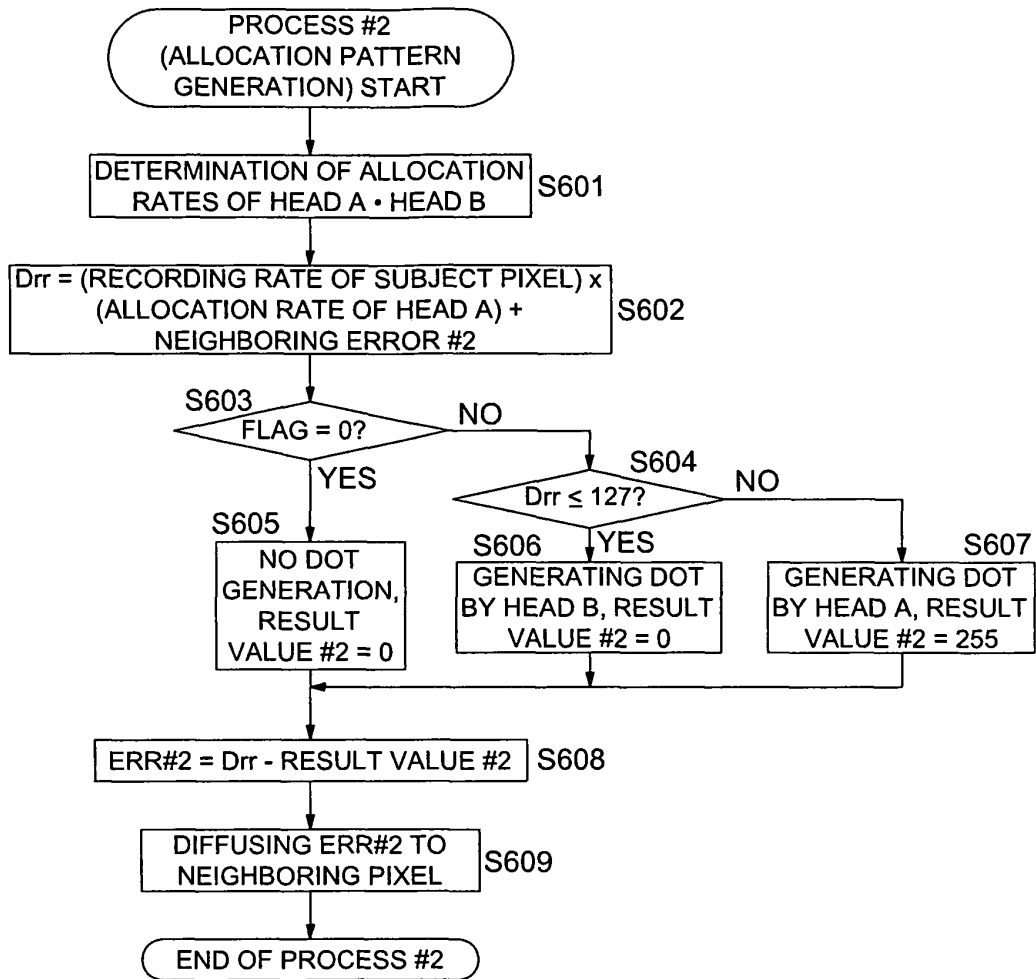 PROCESS #2
(ALLOCATION PATTERN
GENERATION) START
DETERMINATION OF ALLOCATION
RATES OF HEAD A • HEAD B
S601
Drr = (RECORDING RATE OF SUBJECT PIXEL) x
(ALLOCATION RATE OF HEAD A) +
NEIGHBORING ERROR #2
S602
S603
FLAG = 0?
NO
YES
S604
Drr ≤ 127?
NO
YES
S605
NO DOT
GENERATION,
RESULT
VALUE #2 = 0
S606
GENERATING DOT
BY HEAD B, RESULT
VALUE #2 = 0
S607
GENERATING DOT
BY HEAD A, RESULT
VALUE #2 = 255
ERR#2 = Drr - RESULT VALUE #2
S608
DIFFUSING ERR#2 TO
NEIGHBORING PIXEL
S609
END OF PROCESS #2